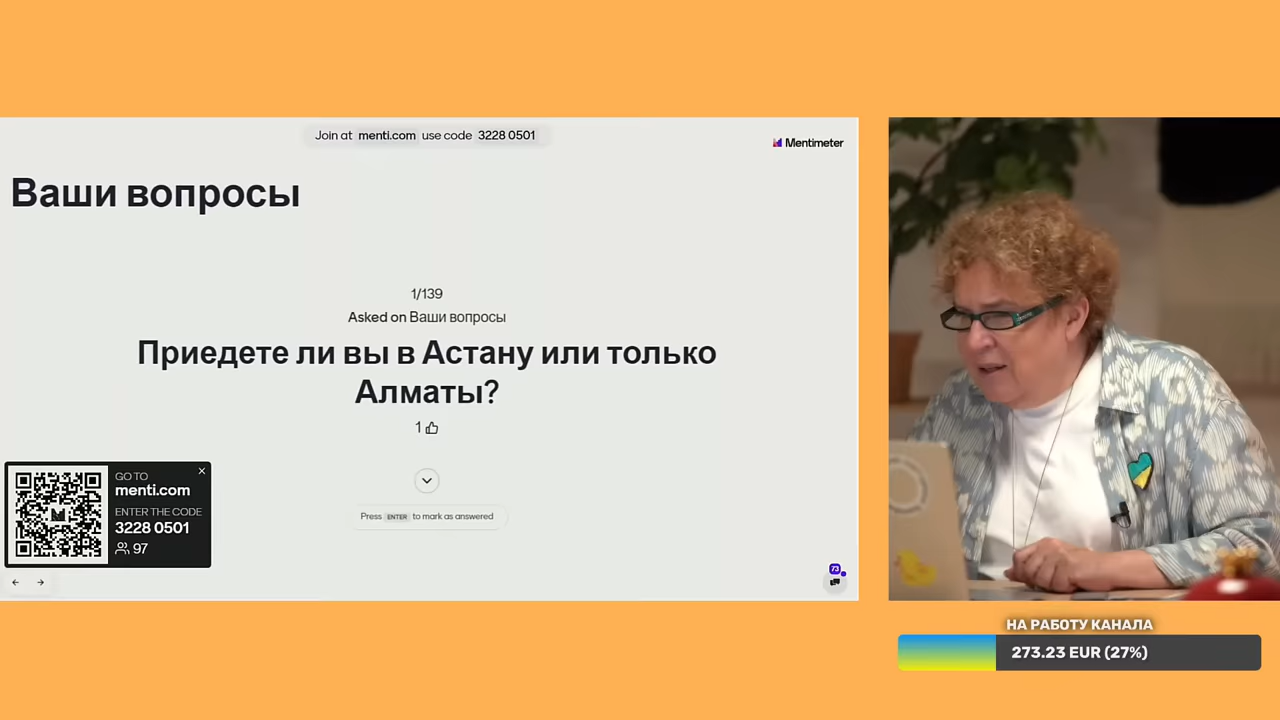 Join at menti.com use code 3228 0501
Mentimeter
Ваши вопросы
1/139
Asked on Ваши вопросы
Приедете ли вы в Астану или только
Алматы?
1
Press ENTER to mark as answered
GO TO
menti.com
ENTER THE CODE
3228 0501
97
73
НА РАБОТУ КАНАЛА
273.23 EUR (27%)